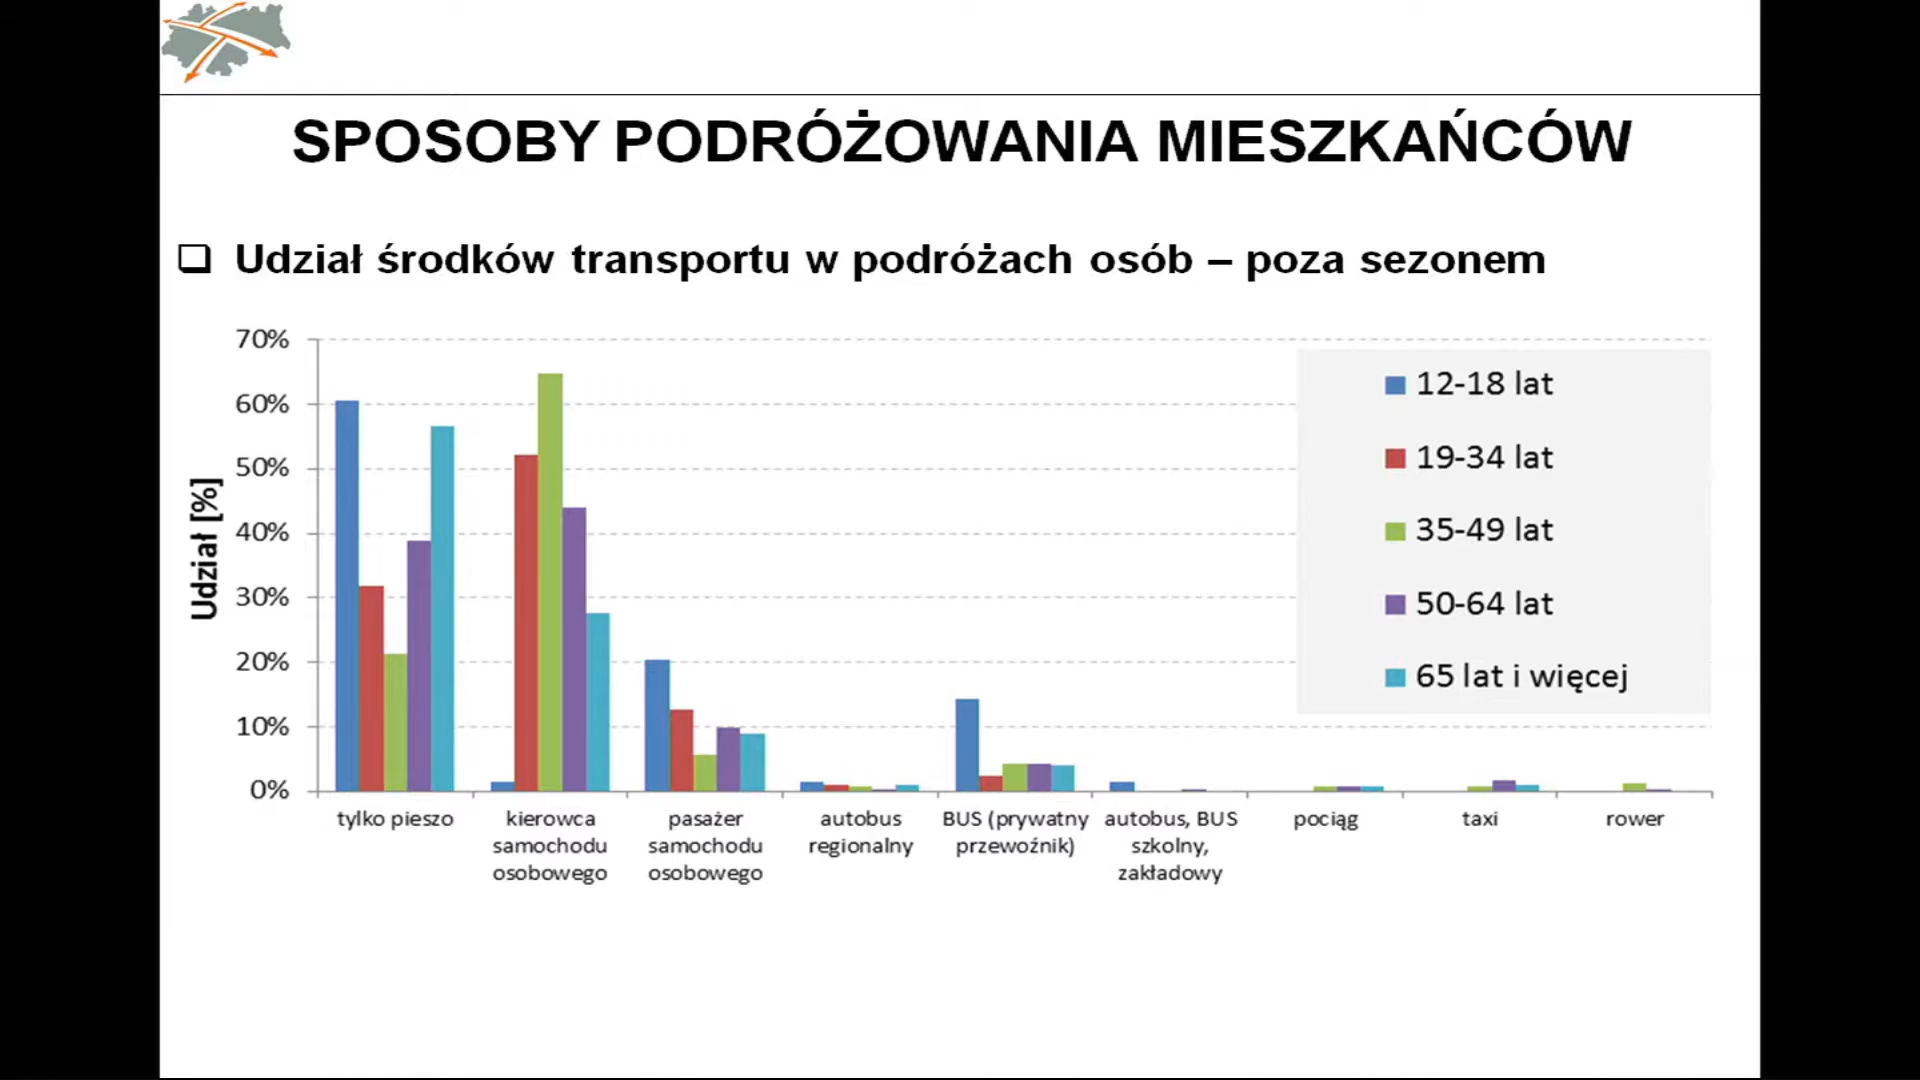 SPOSOBY PODRÓŻOWANIA MIESZKAŃCÓW
Udział środków transportu w podróżach osób – poza sezonem
Udział [%]
70%
60%
50%
40%
30%
20%
10%
0%
12-18 lat
19-34 lat
35-49 lat
50-64 lat
65 lat i więcej
tylko pieszo
kierowca
samochodu
osobowego
pasażer
samochodu
osobowego
autobus
regionalny
BUS (prywatny
przewoźnik)
autobus, BUS
szkolny,
zakładowy
pociąg
taxi
rower